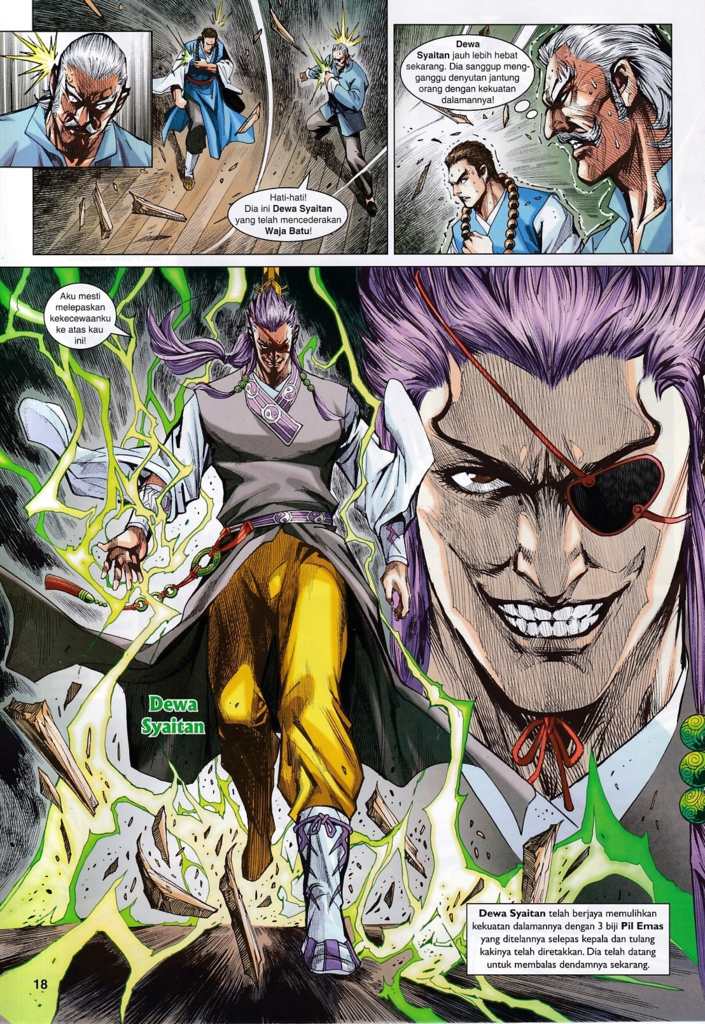 Hati-hati!
Dia ini Dewa Syaitan
yang telah mencederakan
Waja Batu!
Dewa
Syaitan jauh lebih hebat
sekarang. Dia sanggup meng-
ganggu denyutan jantung
orang dengan kekuatan
dalamannya!
Aku mesti
melepaskan
kekecewaanku
ke atas kau
ini!
Dewa
Syaitan
Dewa Syaitan telah berjaya memulihkan
kekuatan dalamannya dengan 3 biji Pil Emas
yang ditelannya selepas kepala dan tulang
kakinya telah diretakkan. Dia telah datang
untuk membalas dendamnya sekarang.
18